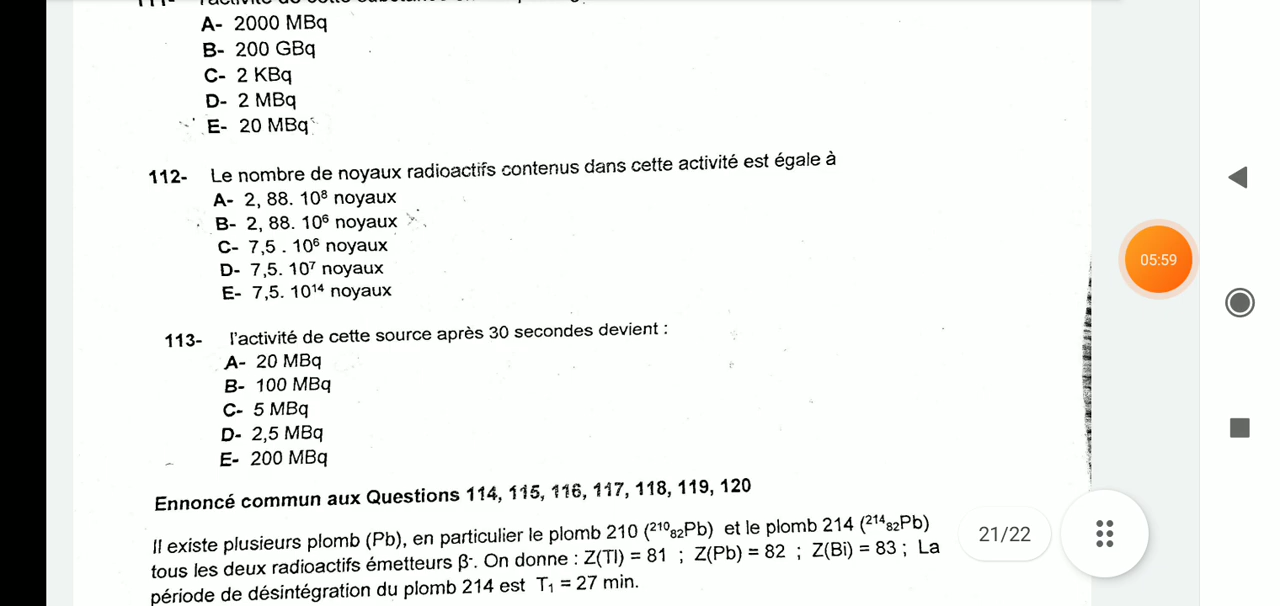 A- 2000 MBq
B- 200 GBq
C- 2 KBq
D- 2 MBq
E- 20 MBq
112- Le nombre de noyaux radioactifs contenus dans cette activité est égale à
A- 2, 88. 10⁸ noyaux
B- 2, 88. 10⁶ noyaux
C- 7,5 . 10⁶ noyaux
D- 7,5. 10⁷ noyaux
E- 7,5. 10¹⁴ noyaux
113- l'activité de cette source après 30 secondes devient :
A- 20 MBq
B- 100 MBq
C- 5 MBq
D- 2,5 MBq
E- 200 MBq
Ennoncé commun aux Questions 114, 115, 116, 117, 118, 119, 120
Il existe plusieurs plomb (Pb), en particulier le plomb 210 (²¹⁰₈₂Pb) et le plomb 214 (²¹⁴₈₂Pb)
tous les deux radioactifs émetteurs β⁻. On donne : Z(Tl) = 81 ; Z(Pb) = 82 ; Z(Bi) = 83 ; La
période de désintégration du plomb 214 est T₁ = 27 min.
05:59
21/22